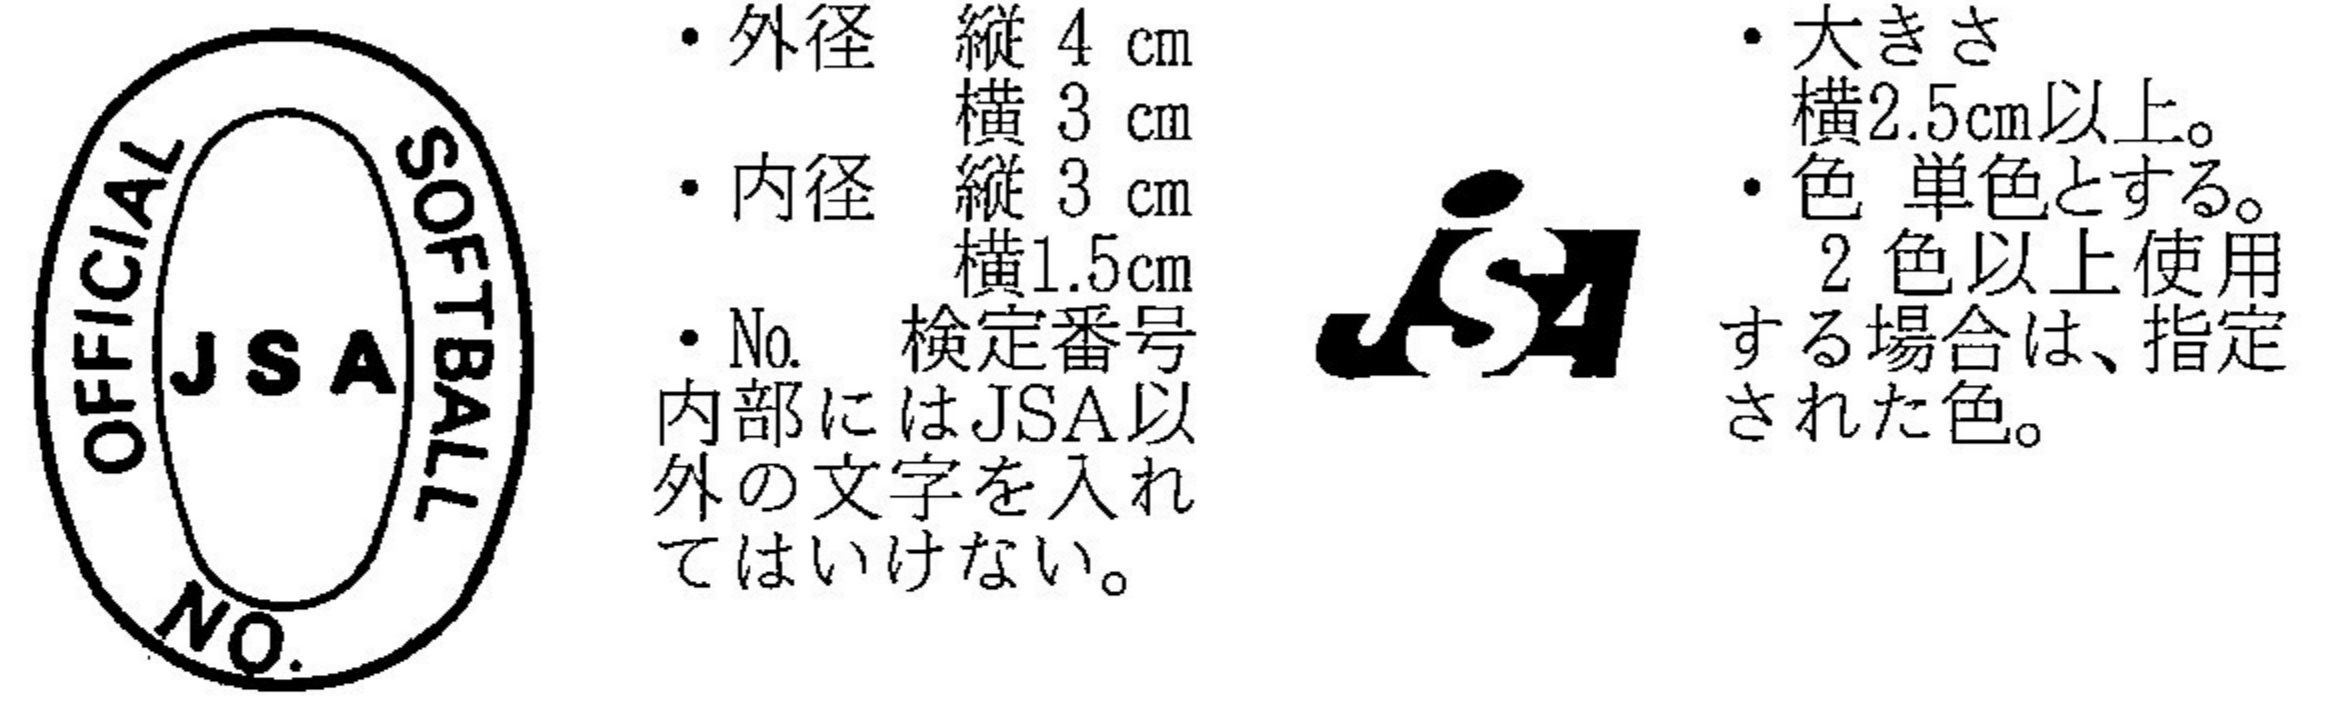 OFFICIAL
SOFTBALL
JSA
NO.
・外径　縦 4 cm
横 3 cm
・内径　縦 3 cm
横1.5cm
・№　検定番号
内部にはJSA以
外の文字を入れ
てはいけない。
jSA
・大きさ
横2.5cm以上。
・色 単色とする。
2 色以上使用
する場合は、指定
された色。